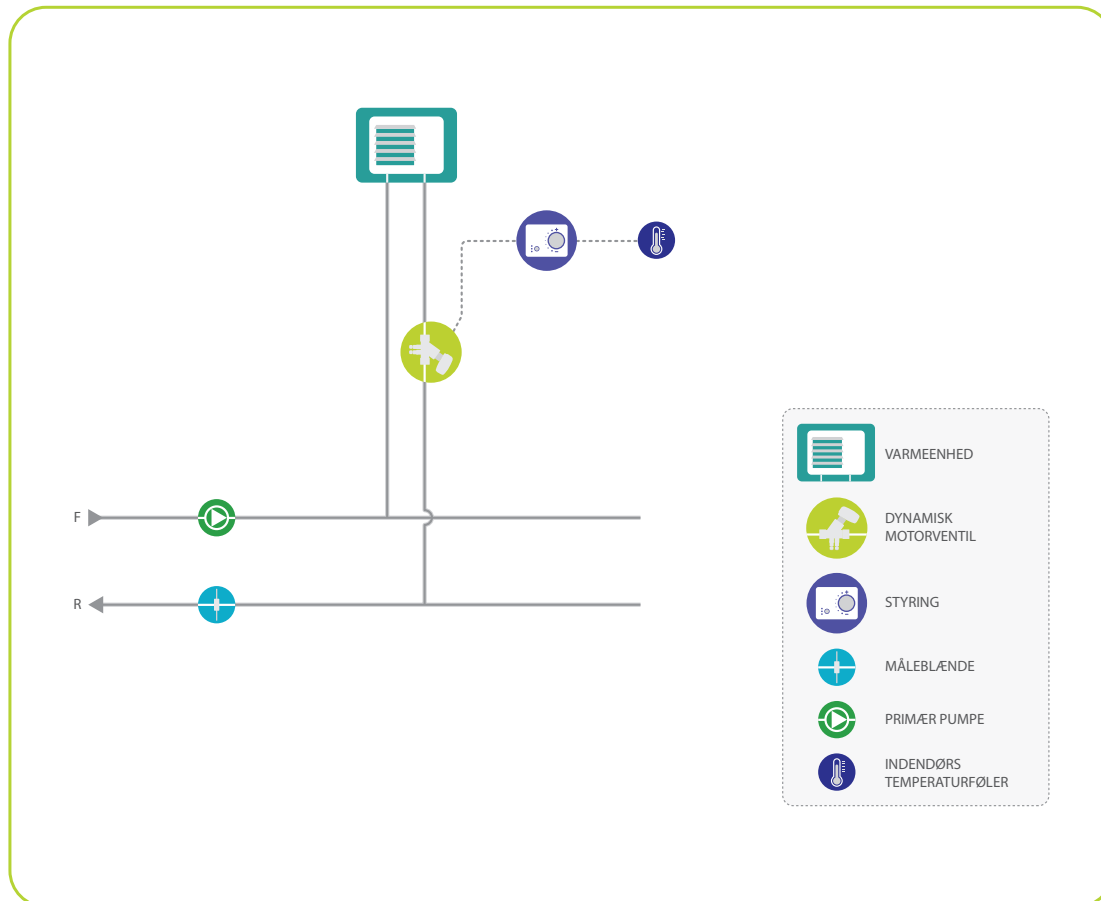 F
R
VARMEENHED
DYNAMISK
MOTORVENTIL
STYRING
MÅLEBLÆNDE
PRIMÆR PUMPE
INDENDØRS
TEMPERATURFØLER